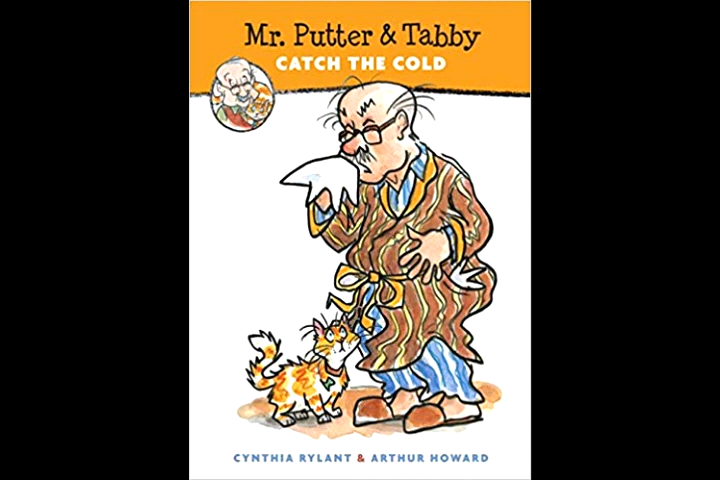 Mr. Putter & Tabby
CATCH THE COLD
CYNTHIA RYLANT & ARTHUR HOWARD